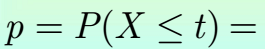 p = P(X ≤ t) =